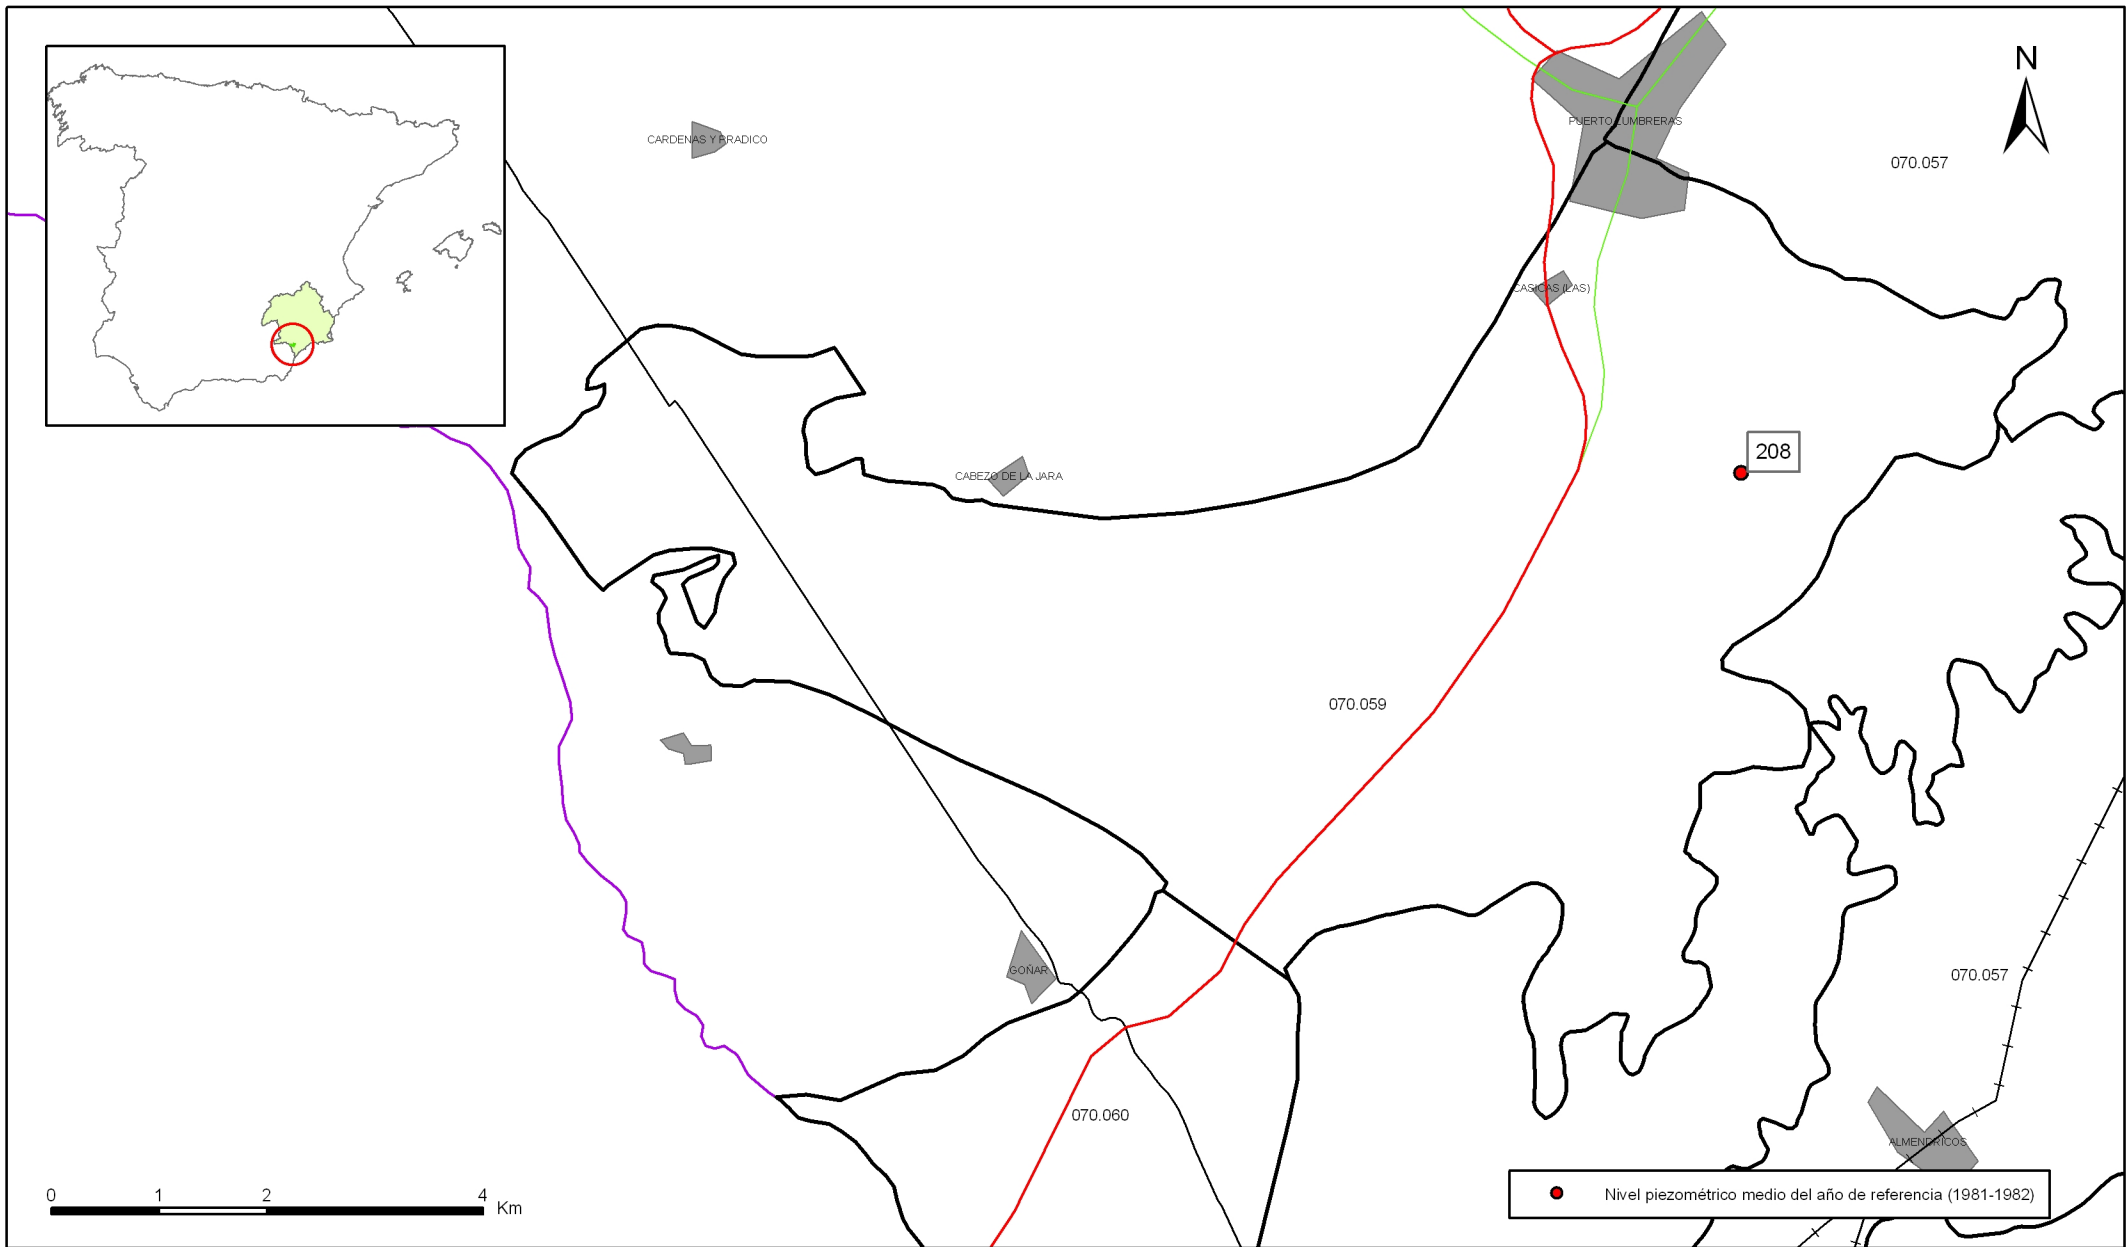 N
CARDENAS Y PRADICO
PUERTO LUMBRERAS
070.057
CASICAS (LAS)
208
CABEZO DE LA JARA
070.059
GOÑAR
070.057
070.060
ALMENDRICOS
0 1 2 4 Km
Nivel piezométrico medio del año de referencia (1981-1982)